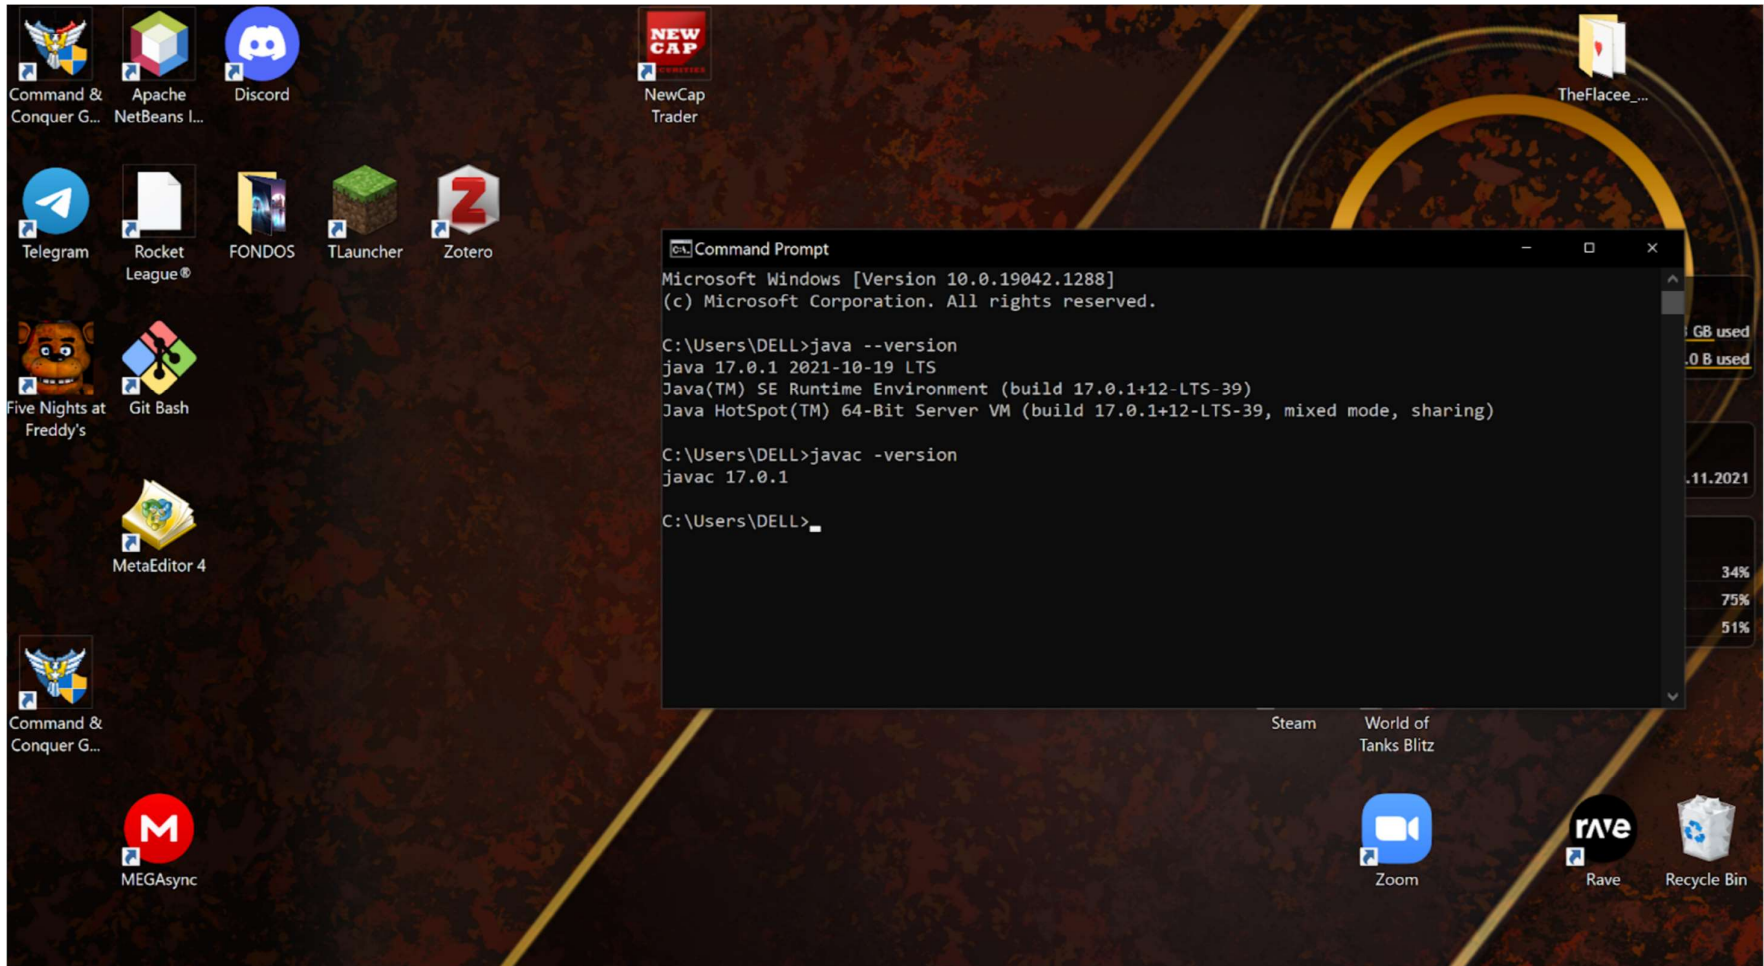 Command &
Conquer G...
Apache
NetBeans I...
Discord
NEW
CAP
NewCap
Trader
TheFlacee_...
Telegram
Rocket
League®
FONDOS
TLauncher
Z
Zotero
Five Nights at
Freddy's
Git Bash
MetaEditor 4
Command &
Conquer G...
M
MEGAsync
Command Prompt
Microsoft Windows [Version 10.0.19042.1288]
(c) Microsoft Corporation. All rights reserved.
C:\Users\DELL>java --version
java 17.0.1 2021-10-19 LTS
Java(TM) SE Runtime Environment (build 17.0.1+12-LTS-39)
Java HotSpot(TM) 64-Bit Server VM (build 17.0.1+12-LTS-39, mixed mode, sharing)
C:\Users\DELL>javac -version
javac 17.0.1
C:\Users\DELL>
GB used
.0 B used
.11.2021
34%
75%
51%
Steam
World of
Tanks Blitz
Zoom
rave
Rave
Recycle Bin